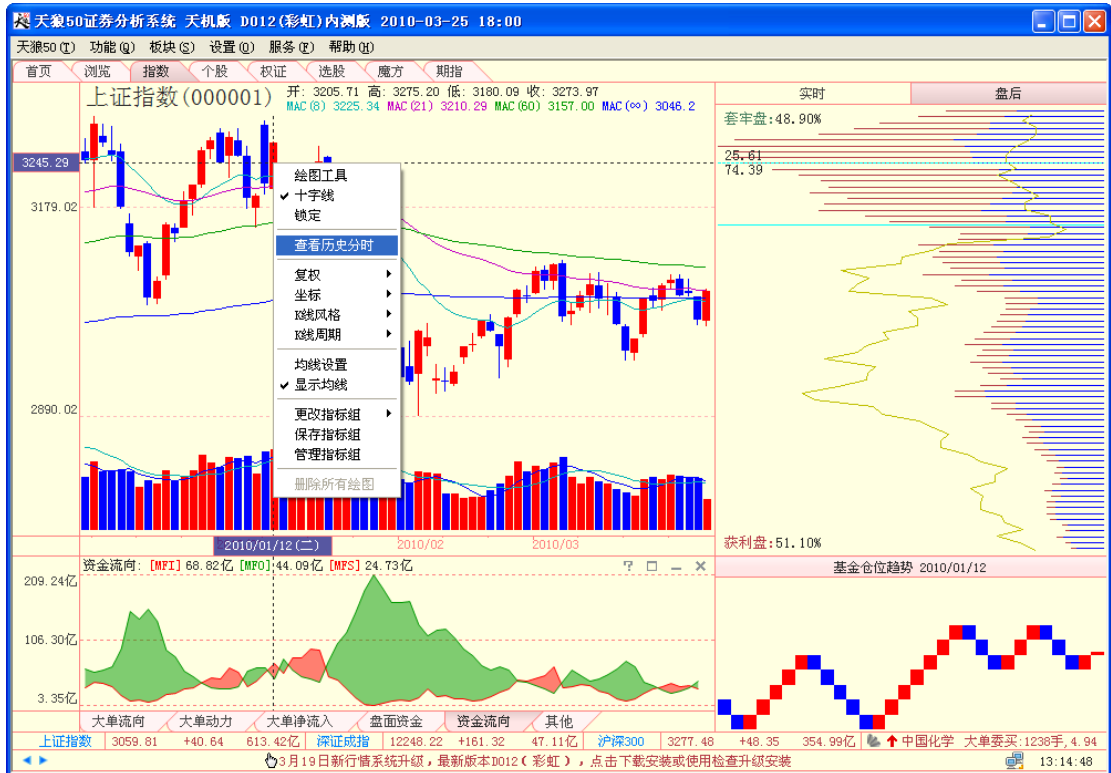 天狼50证券分析系统 天机版 D012(彩虹)内测版 2010-03-25 18:00
天狼50(T) 功能(Q) 板块(S) 设置(O) 服务(F) 帮助(H)
首页 浏览 指数 个股 权证 选股 魔方 期指
上证指数(000001) 开: 3205.71 高: 3275.20 低: 3180.09 收: 3273.97
MAC(8) 3225.34 MAC(21) 3210.29 MAC(60) 3157.00 MAC(∞) 3046.2
实时 盘后
套牢盘:48.90%
25.61
74.39
3245.29
3179.02
2890.02
绘图工具
十字线
锁定
查看历史分时
复权
坐标
K线风格
K线周期
均线设置
显示均线
更改指标组
保存指标组
管理指标组
删除所有绘图
2010/01/12(二) 2010/02 2010/03
获利盘:51.10%
资金流向: [MFI] 68.82亿 [MFO] 44.09亿 [MFS] 24.73亿
基金仓位趋势 2010/01/12
209.24亿
106.30亿
3.35亿
大单流向 大单动力 大单净流入 盘面资金 资金流向 其他
上证指数 3059.81 +40.64 613.42亿 深证成指 12248.22 +161.32 47.11亿 沪深300 3277.48 +48.35 354.99亿 中国化学 大单委买:1238手,4.94
3月19日新行情系统升级，最新版本D012(彩虹)，点击下载安装或使用检查升级安装 13:14:48